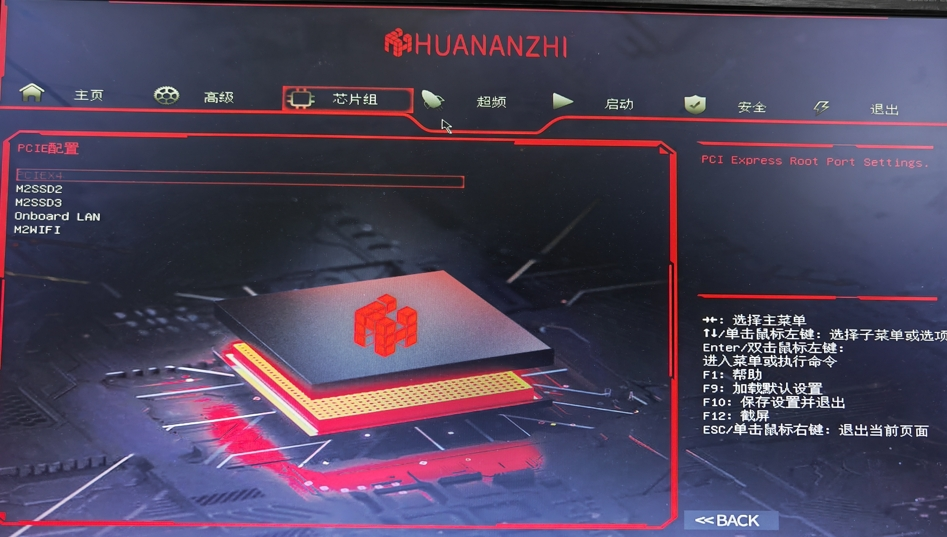 HUANANZHI
主页 高级 芯片组 超频 启动 安全 退出
PCIE配置
PCIEX4
M2SSD2
M2SSD3
Onboard LAN
M2WIFI
PCI Express Root Port Settings.
→←: 选择主菜单
↑↓/单击鼠标左键: 选择子菜单或选项
Enter/双击鼠标左键:
进入菜单或执行命令
F1: 帮助
F9: 加载默认设置
F10: 保存设置并退出
F12: 截屏
ESC/单击鼠标右键: 退出当前页面
<<BACK